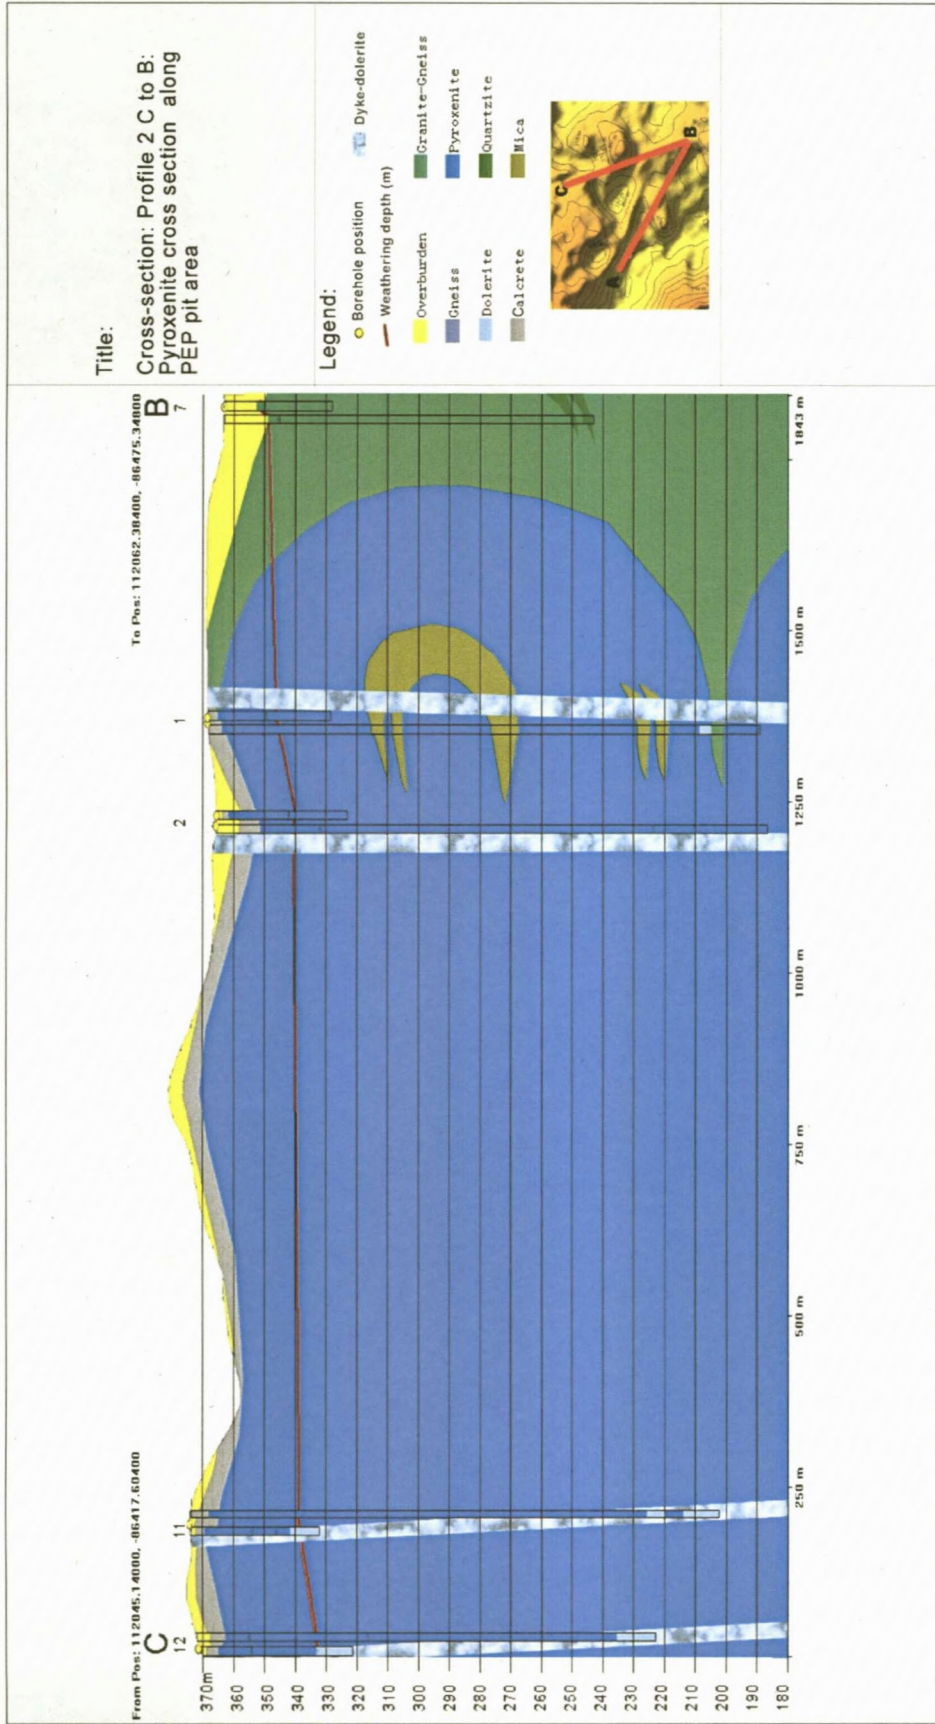 From Pos: 112045.14000, -86417.60400
To Pos: 112062.38400, -86475.34800
C
B
12
11
2
1
7
370m
360
350
340
330
320
310
300
290
280
270
260
250
240
230
220
210
200
190
180
250 m
500 m
750 m
1000 m
1250 m
1500 m
1843 m
Title:
Cross-section: Profile 2 C to B:
Pyroxenite cross section along
PEP pit area
Legend:
Borehole position
Dyke-dolerite
Weathering depth (m)
Overburden
Granite-Gneiss
Gneiss
Pyroxenite
Dolerite
Quartzite
Calcrete
Mica
A
B
C